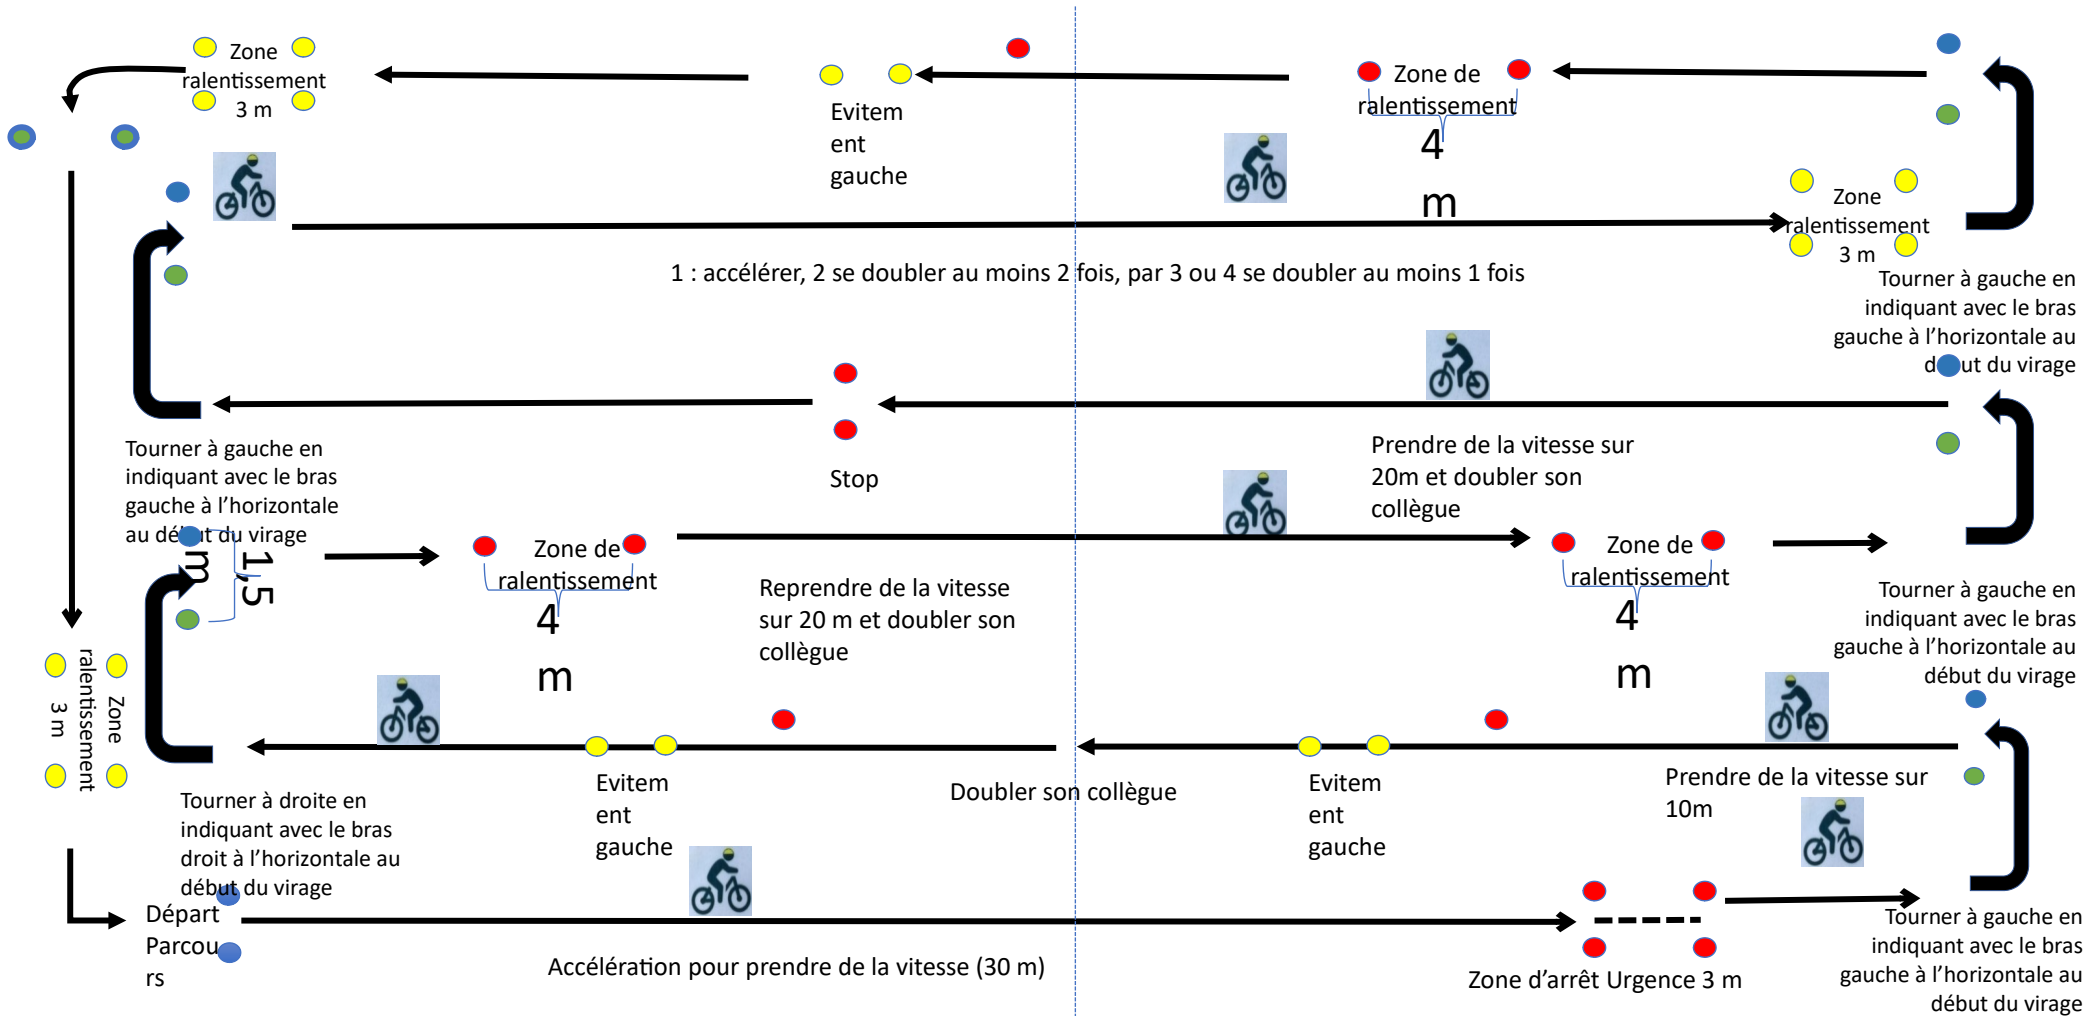 Zone
ralentissement
3 m
Evitem
ent
gauche
Zone de
ralentissement
4
m
Zone
ralentissement
3 m
1 : accélérer, 2 se doubler au moins 2 fois, par 3 ou 4 se doubler au moins 1 fois
Tourner à gauche en
indiquant avec le bras
gauche à l’horizontale au
début du virage
Tourner à gauche en
indiquant avec le bras
gauche à l’horizontale
au début du virage
Stop
Prendre de la vitesse sur
20m et doubler son
collègue
1,5
m
Zone de
ralentissement
4
m
Reprendre de la vitesse
sur 20 m et doubler son
collègue
Zone de
ralentissement
4
m
Tourner à gauche en
indiquant avec le bras
gauche à l’horizontale au
début du virage
Zone
ralentissement
3 m
Tourner à droite en
indiquant avec le bras
droit à l’horizontale au
début du virage
Evitem
ent
gauche
Doubler son collègue
Evitem
ent
gauche
Prendre de la vitesse sur
10m
Départ
Parcou
rs
Accélération pour prendre de la vitesse (30 m)
Zone d’arrêt Urgence 3 m
Tourner à gauche en
indiquant avec le bras
gauche à l’horizontale au
début du virage